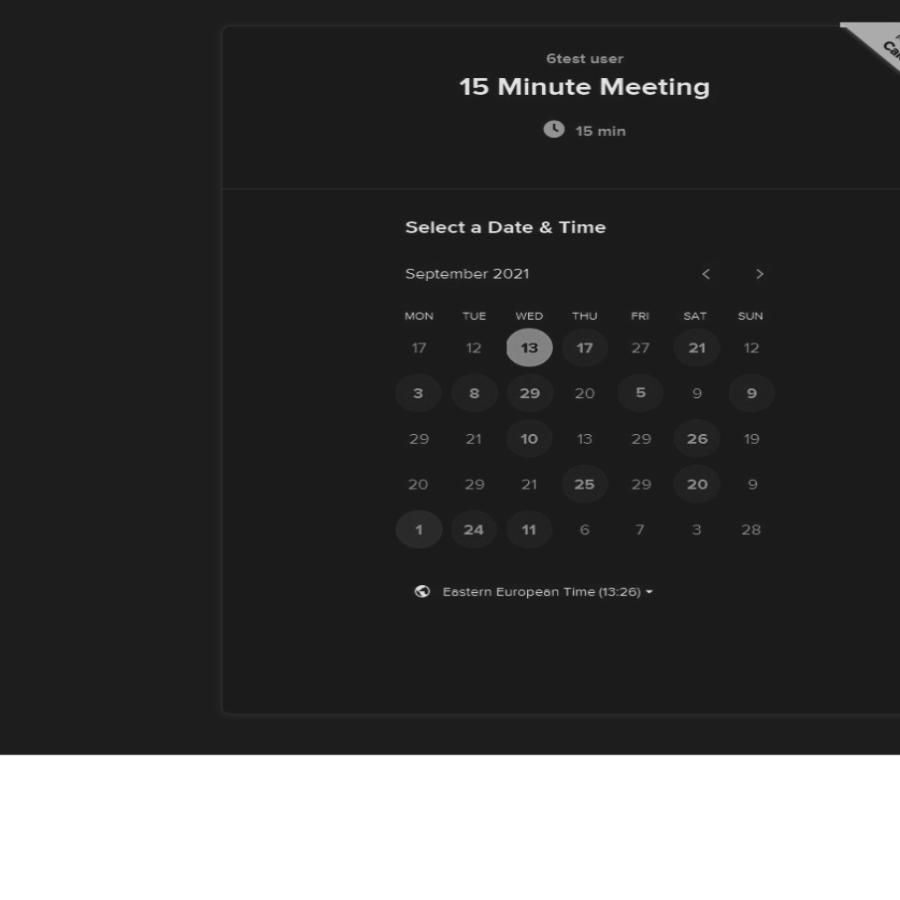 6test user
15 Minute Meeting
15 min
Select a Date & Time
September 2021
MON TUE WED THU FRI SAT SUN
17 12 13 17 27 21 12
3 8 29 20 5 9 9
29 21 10 13 29 26 19
20 29 21 25 29 20 9
1 24 11 6 7 3 28
Eastern European Time (13:26)